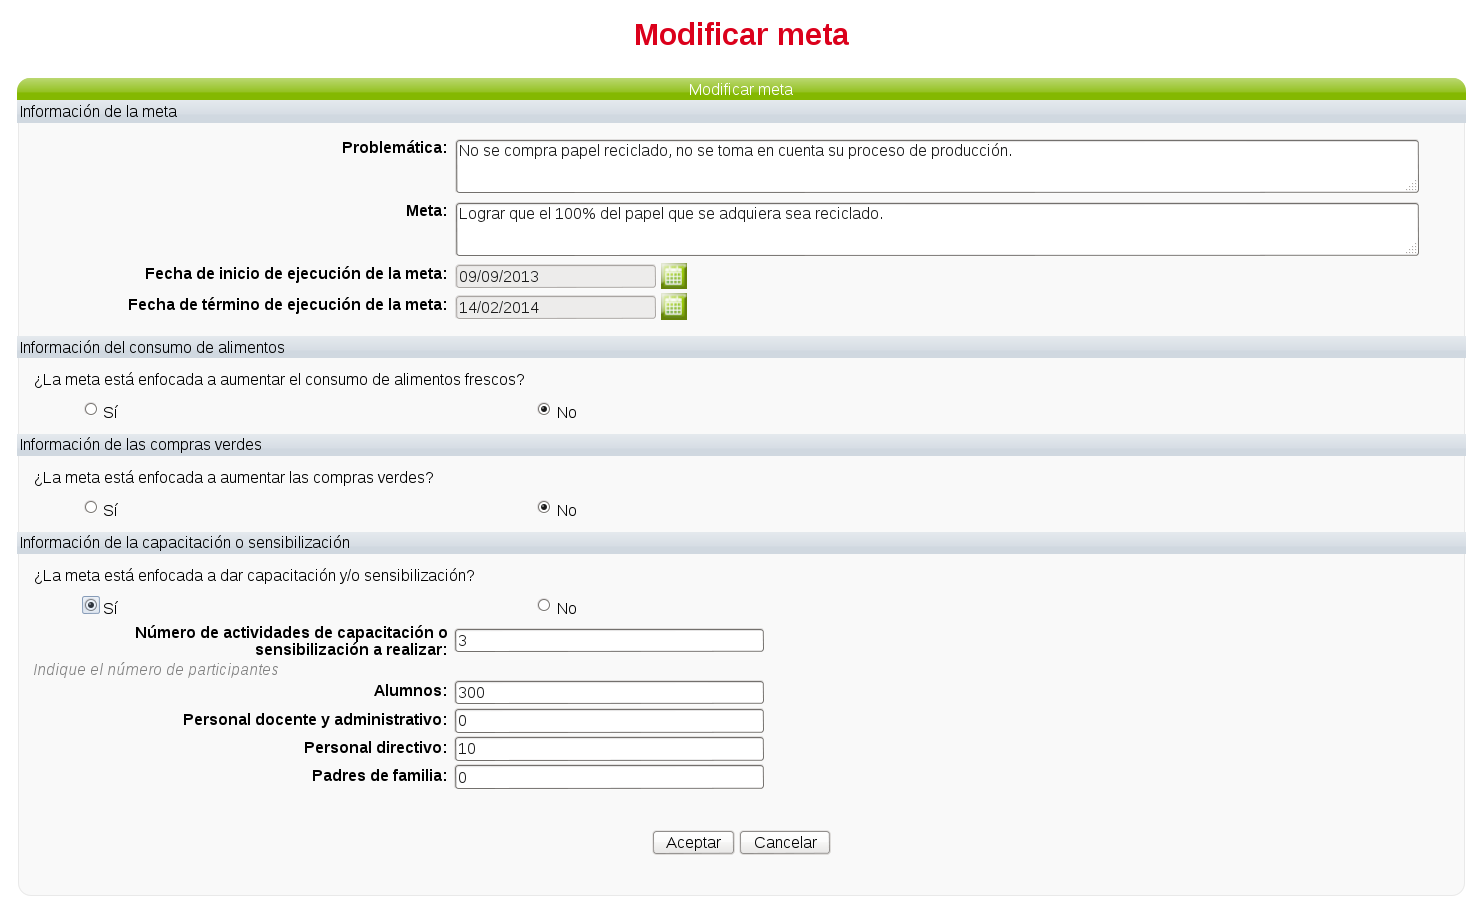 Modificar meta
Modificar meta
Información de la meta
Problemática:
No se compra papel reciclado, no se toma en cuenta su proceso de producción.
Meta:
Lograr que el 100% del papel que se adquiera sea reciclado.
Fecha de inicio de ejecución de la meta:
09/09/2013
Fecha de término de ejecución de la meta:
14/02/2014
Información del consumo de alimentos
¿La meta está enfocada a aumentar el consumo de alimentos frescos?
Sí
No
Información de las compras verdes
¿La meta está enfocada a aumentar las compras verdes?
Sí
No
Información de la capacitación o sensibilización
¿La meta está enfocada a dar capacitación y/o sensibilización?
Sí
No
Número de actividades de capacitación o
sensibilización a realizar:
3
Indique el número de participantes
Alumnos:
300
Personal docente y administrativo:
0
Personal directivo:
10
Padres de familia:
0
Aceptar
Cancelar